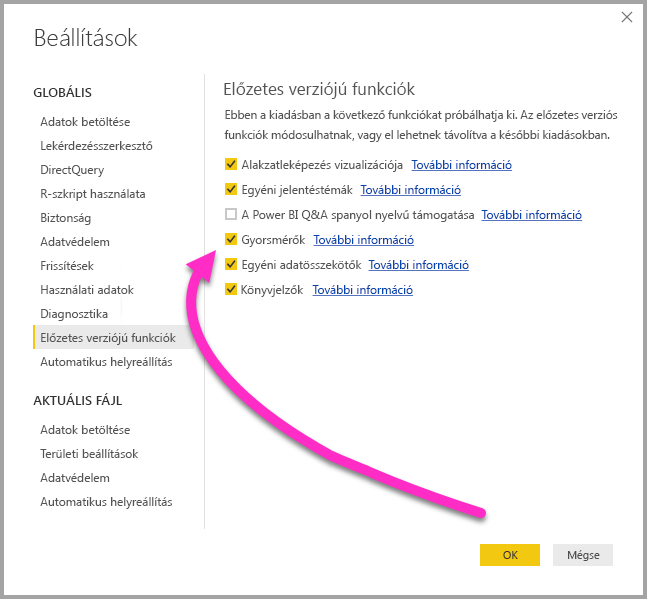 Beállítások
GLOBÁLIS
Adatok betöltése
Lekérdezésszerkesztő
DirectQuery
R-szkript használata
Biztonság
Adatvédelem
Frissítések
Használati adatok
Diagnosztika
Előzetes verziójú funkciók
Automatikus helyreállítás
AKTUÁLIS FÁJL
Adatok betöltése
Területi beállítások
Adatvédelem
Automatikus helyreállítás
Előzetes verziójú funkciók
Ebben a kiadásban a következő funkciókat próbálhatja ki. Az előzetes verziós
funkciók módosulhatnak, vagy el lehetnek távolítva a későbbi kiadásokban.
Alakzatleképezés vizualizációja További információ
Egyéni jelentéstémák További információ
A Power BI Q&A spanyol nyelvű támogatása További információ
Gyorsmérők További információ
Egyéni adatösszekötők További információ
Könyvjelzők További információ
OK Mégse